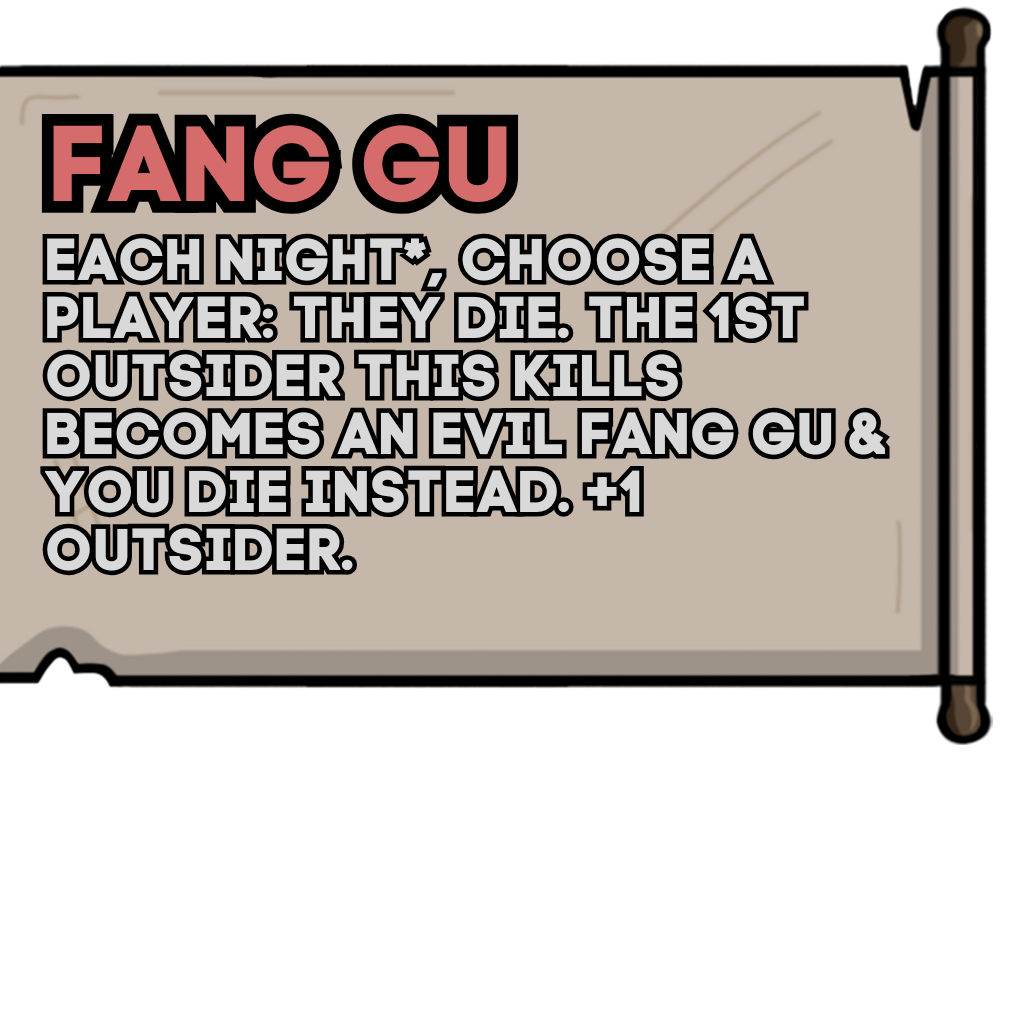 FANG GU
EACH NIGHT*, CHOOSE A
PLAYER: THEY DIE. THE 1ST
OUTSIDER THIS KILLS
BECOMES AN EVIL FANG GU &
YOU DIE INSTEAD. +1
OUTSIDER.